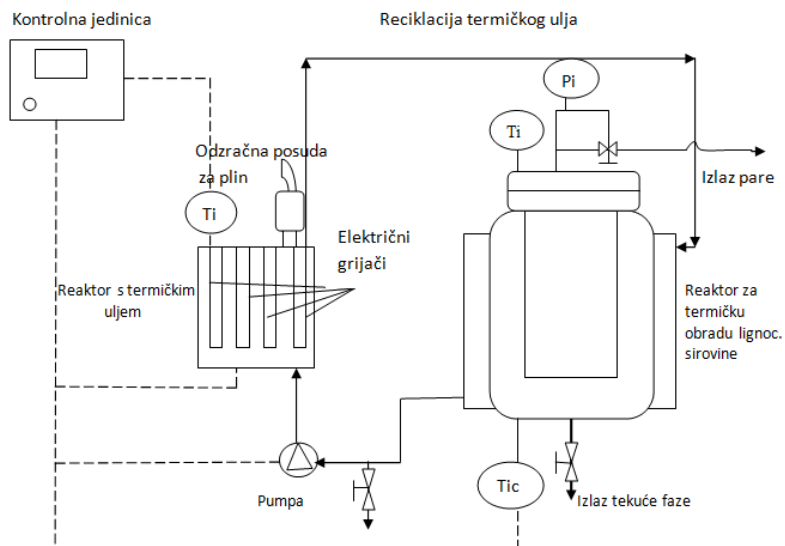 Kontrolna jedinica
Reciklacija termičkog ulja
Pi
Ti
Odzračna posuda
za plin
Izlaz pare
Ti
Električni
grijači
Reaktor s termičkim
uljem
Reaktor za
termičku
obradu lignoc.
sirovine
Tic
Pumpa
Izlaz tekuće faze